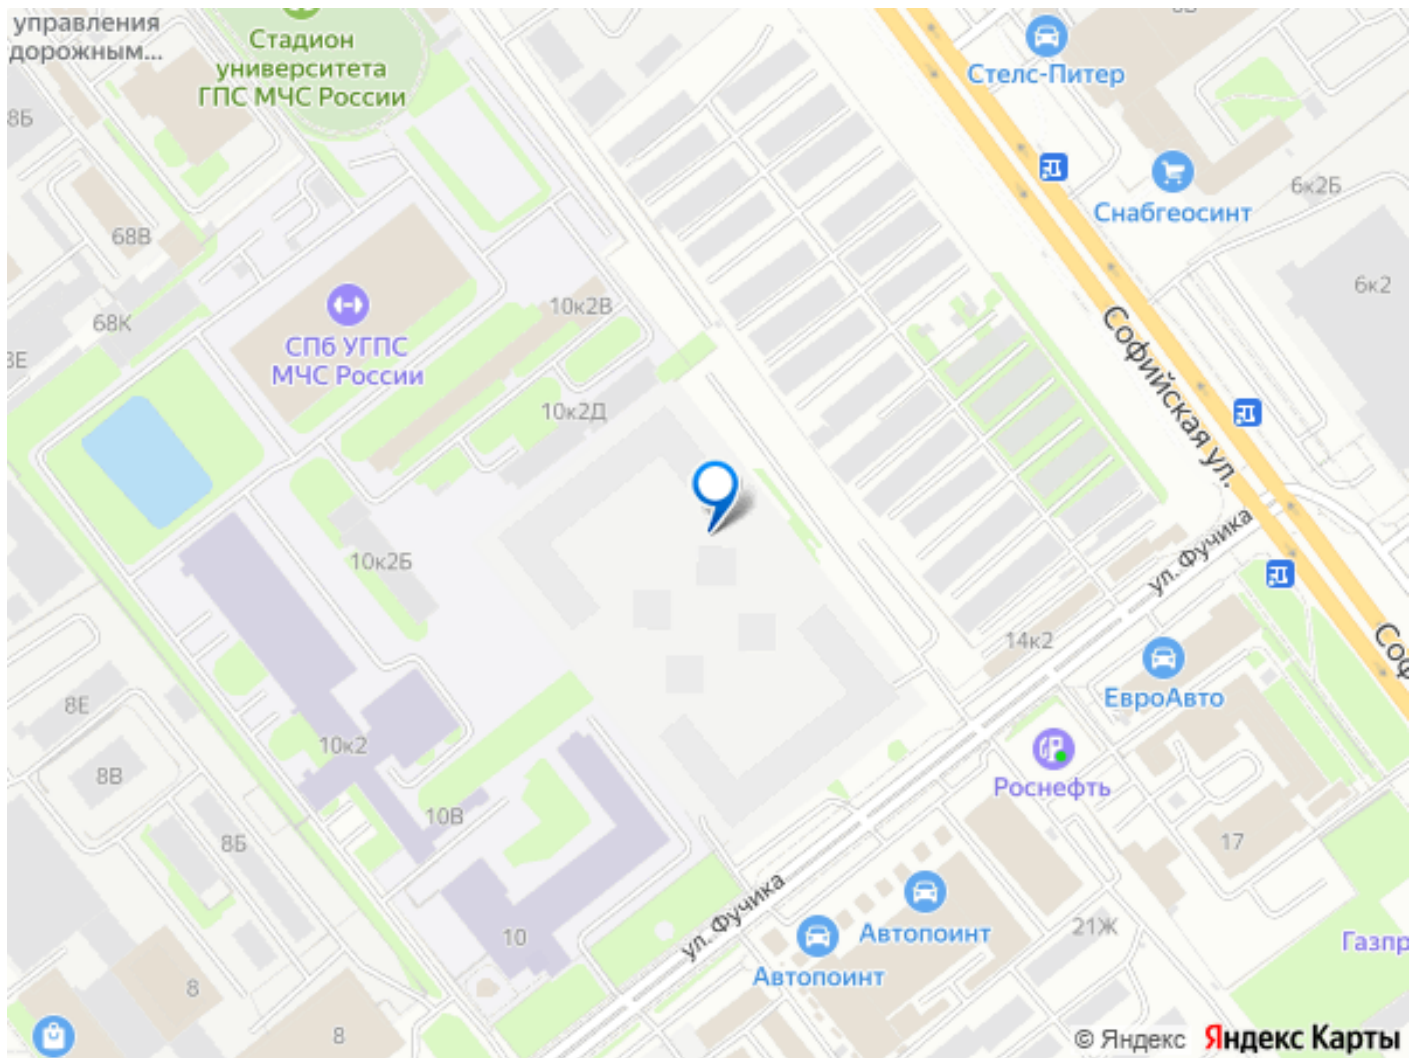 управления
дорожным...
Стадион
университета
ГПС МЧС России
8Б
68В
68К
СПб УГПС
МЧС России
10к2В
10к2Д
10к2Б
10к2
10В
10
8Е
8В
8Б
8
8
Стелс-Питер
Снабгеосинт
6к2Б
6к2
Софийская ул.
ул. Фучика
14к2
ЕвроАвто
Роснефть
17
21Ж
Автопоинт
Автопоинт
ул. Фучика
© Яндекс Яндекс Карты